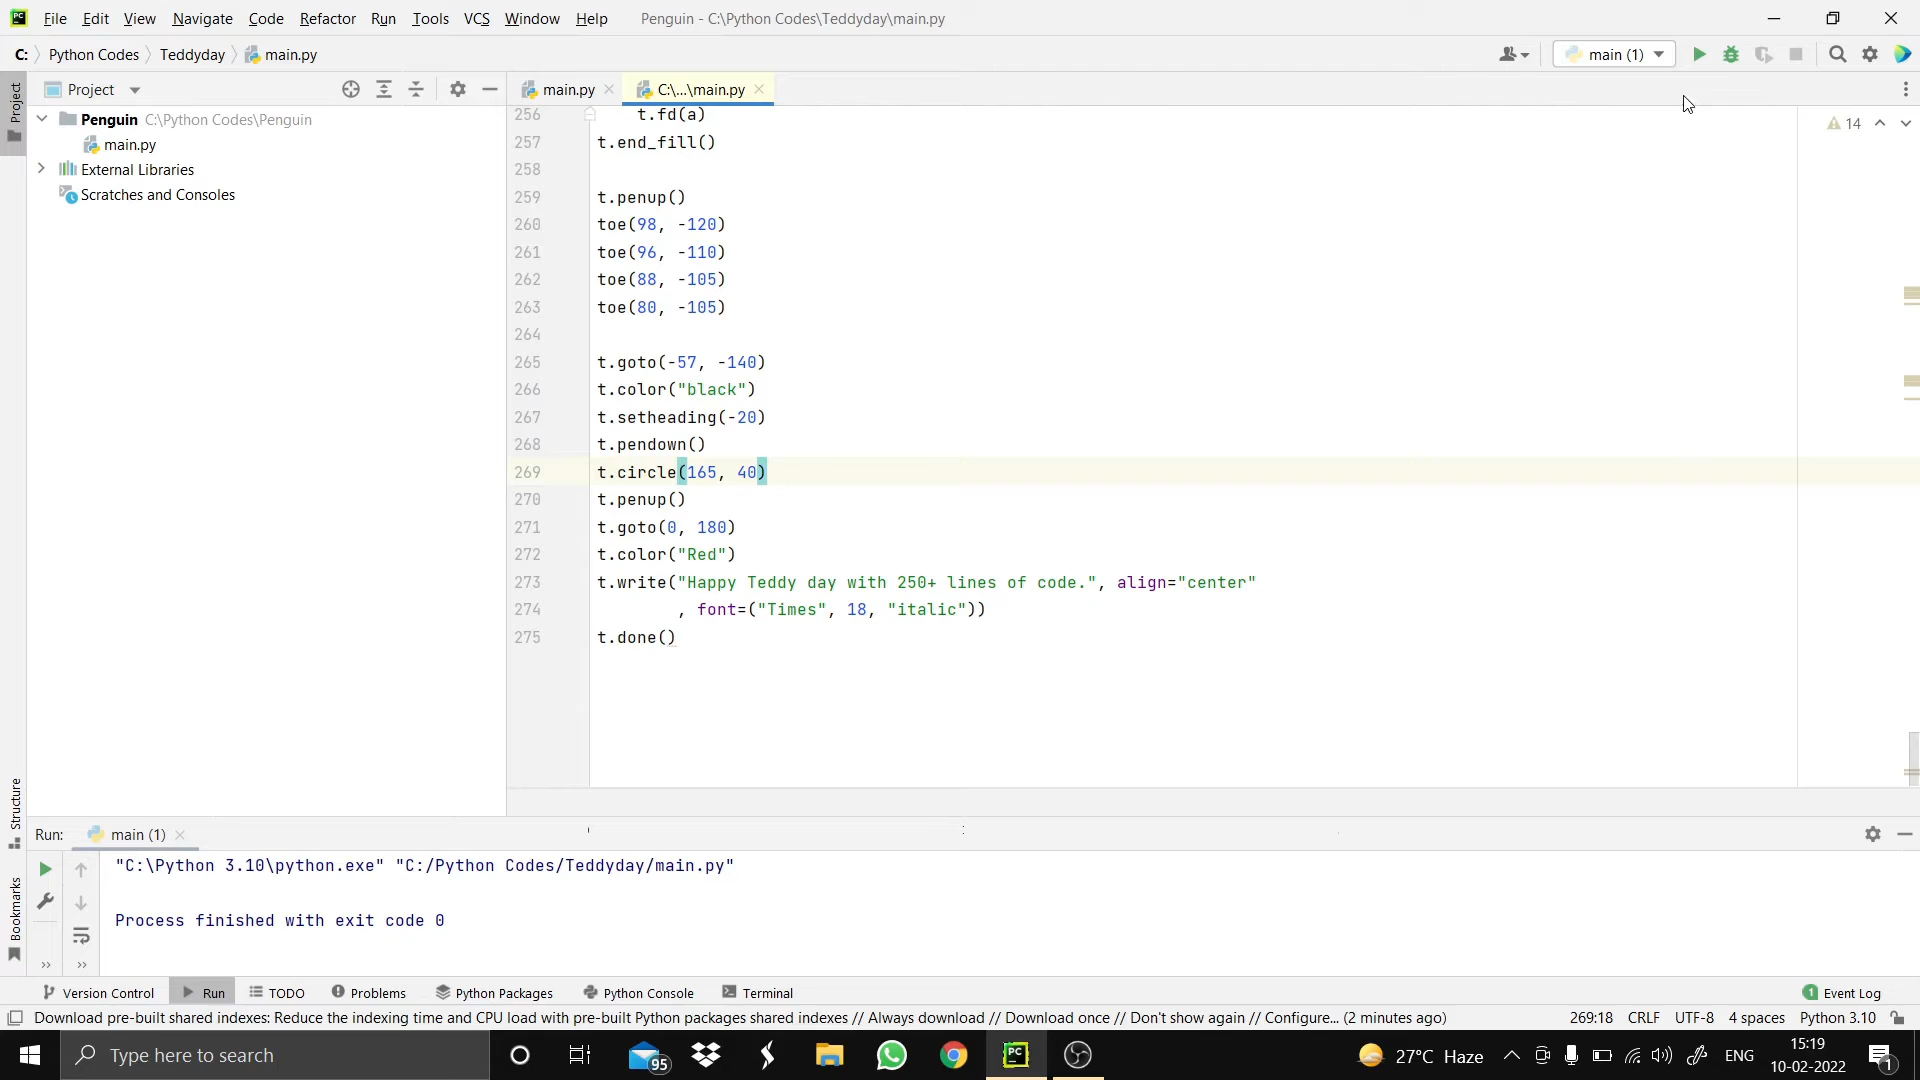 PC File Edit View Navigate Code Refactor Run Tools VCS Window Help Penguin - C:\Python Codes\Teddyday\main.py
C: Python Codes Teddyday main.py main (1)
Project Project main.py C:\...\main.py
Penguin C:\Python Codes\Penguin
main.py
External Libraries
Scratches and Consoles
14
256 t.fd(a)
257 t.end_fill()
258
259 t.penup()
260 toe(98, -120)
261 toe(96, -110)
262 toe(88, -105)
263 toe(80, -105)
264
265 t.goto(-57, -140)
266 t.color("black")
267 t.setheading(-20)
268 t.pendown()
269 t.circle(165, 40)
270 t.penup()
271 t.goto(0, 180)
272 t.color("Red")
273 t.write("Happy Teddy day with 250+ lines of code.", align="center"
274 , font=("Times", 18, "italic"))
275 t.done()
Structure
Bookmarks
Run: main (1)
"C:\Python 3.10\python.exe" "C:/Python Codes/Teddyday/main.py"
Process finished with exit code 0
Version Control Run TODO Problems Python Packages Python Console Terminal 1 Event Log
Download pre-built shared indexes: Reduce the indexing time and CPU load with pre-built Python packages shared indexes // Always download // Download once // Don't show again // Configure... (2 minutes ago) 269:18 CRLF UTF-8 4 spaces Python 3.10
Type here to search 95 PC 27°C Haze ENG 15:19
10-02-2022 1